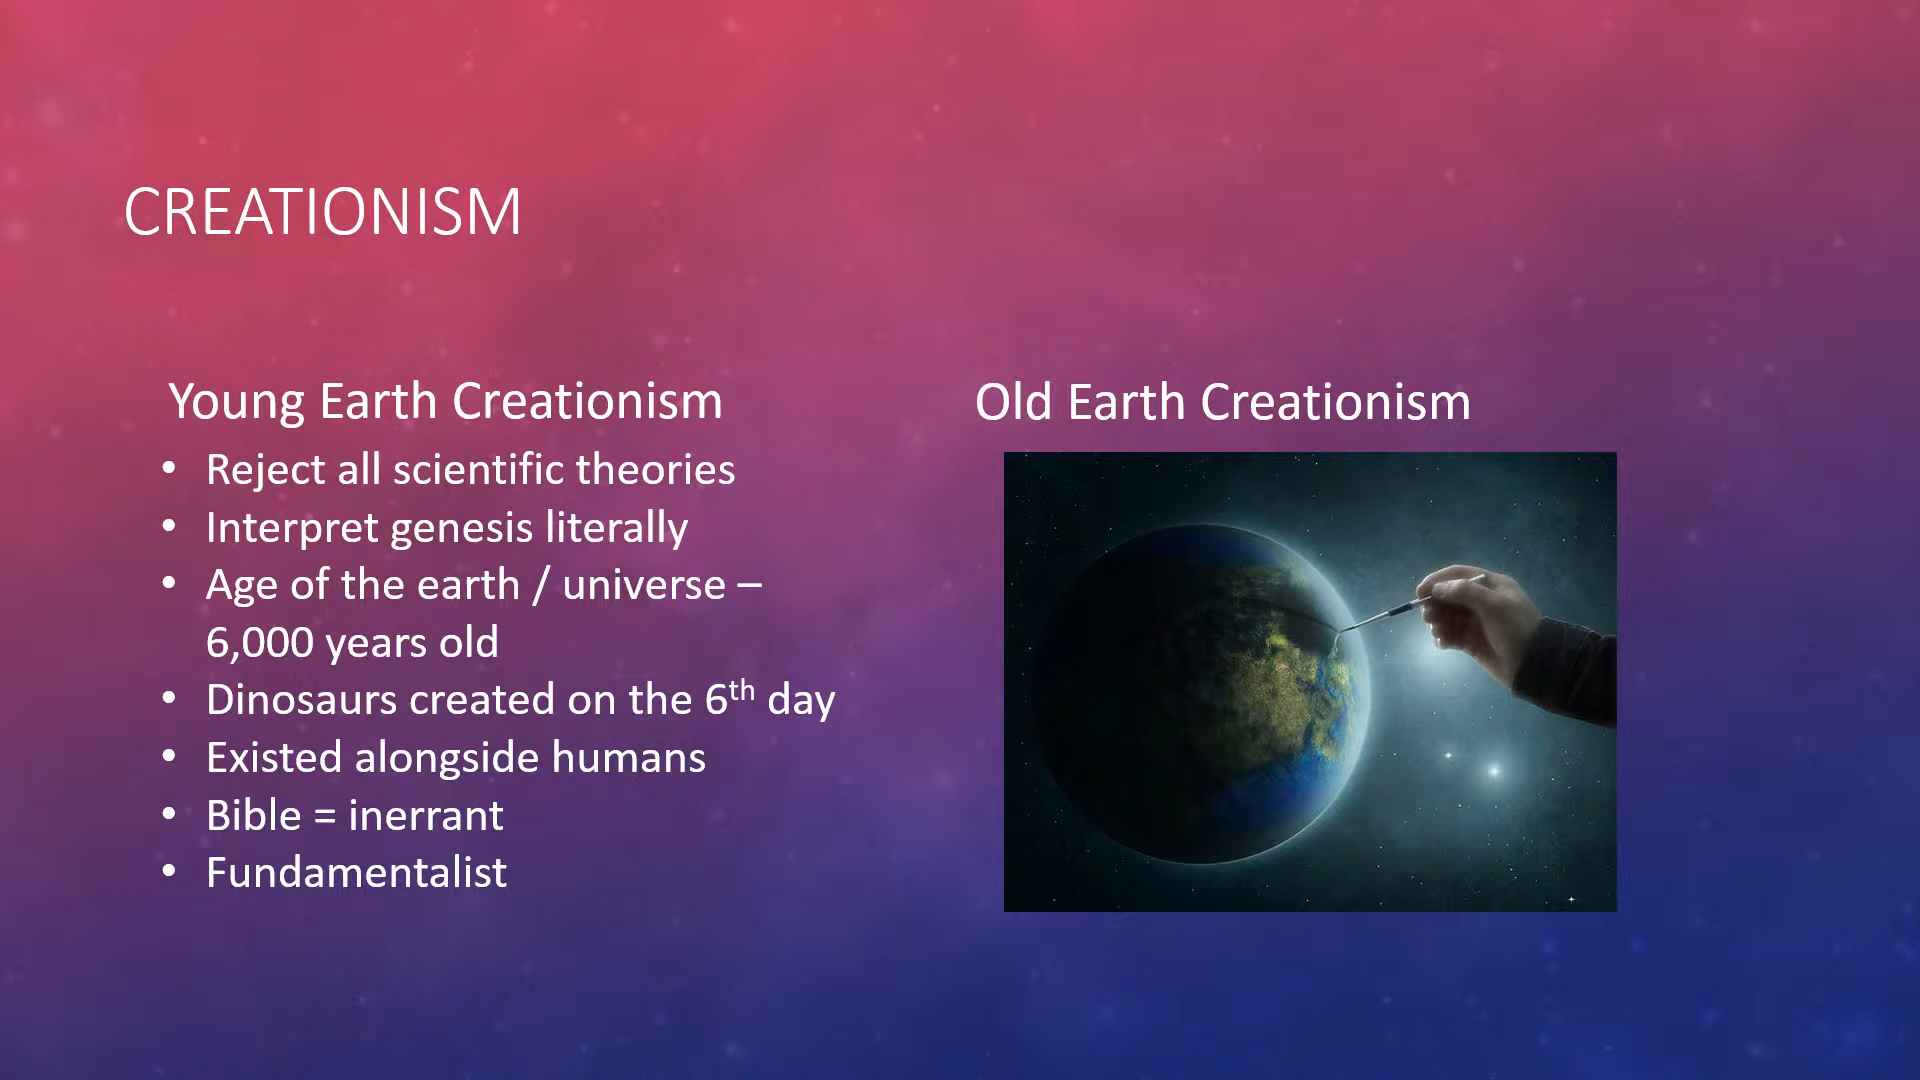 CREATIONISM
Young Earth Creationism
• Reject all scientific theories
• Interpret genesis literally
• Age of the earth / universe –
6,000 years old
• Dinosaurs created on the 6th day
• Existed alongside humans
• Bible = inerrant
• Fundamentalist
Old Earth Creationism